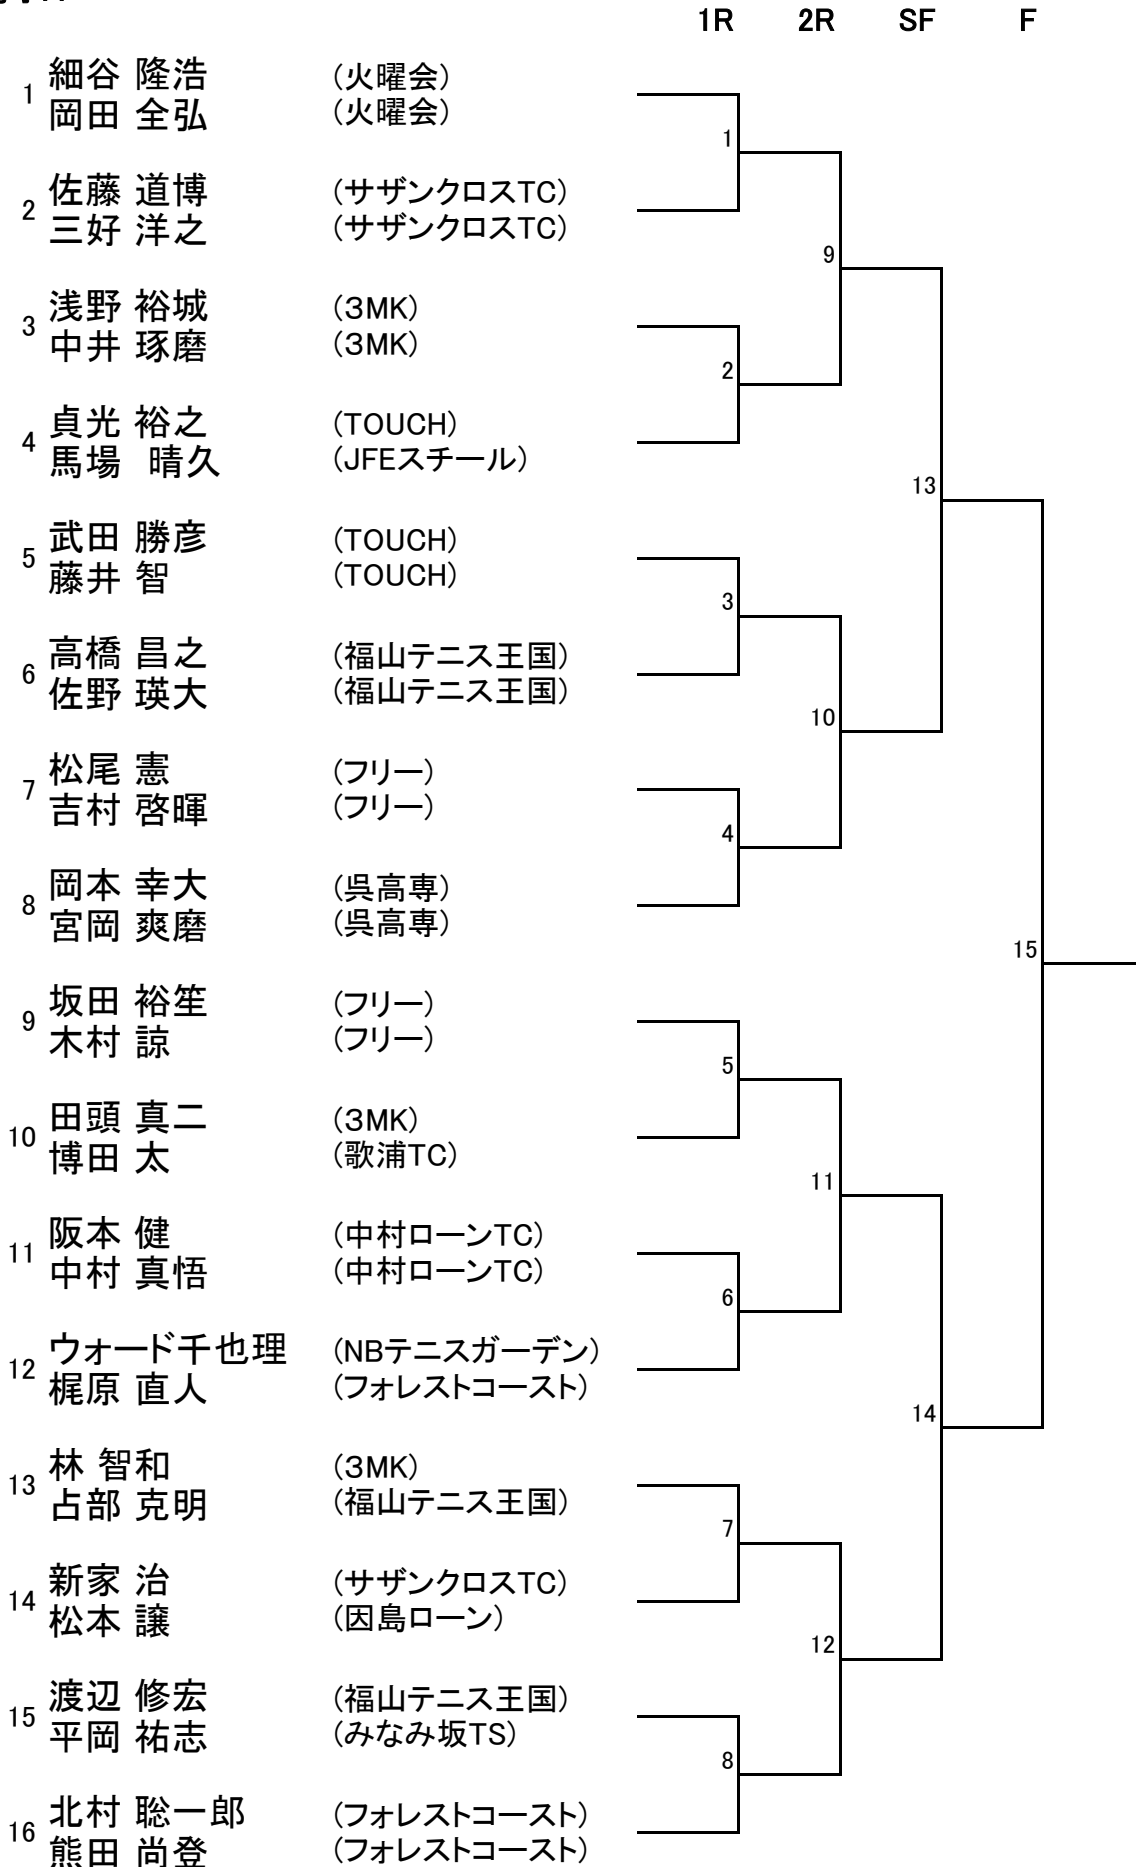 1R 2R SF F
1 細谷 隆浩 (火曜会)
岡田 全弘 (火曜会)
1
2 佐藤 道博 (サザンクロスTC)
三好 洋之 (サザンクロスTC)
9
3 浅野 裕城 (3MK)
中井 琢磨 (3MK)
2
4 貞光 裕之 (TOUCH)
馬場 晴久 (JFEスチール)
13
5 武田 勝彦 (TOUCH)
藤井 智 (TOUCH)
3
6 高橋 昌之 (福山テニス王国)
佐野 瑛大 (福山テニス王国)
10
7 松尾 憲 (フリー)
吉村 啓暉 (フリー)
4
8 岡本 幸大 (呉高専)
宮岡 爽磨 (呉高専)
15
9 坂田 裕笙 (フリー)
木村 諒 (フリー)
5
10 田頭 真二 (3MK)
博田 太 (歌浦TC)
11
11 阪本 健 (中村ローンTC)
中村 真悟 (中村ローンTC)
6
12 ウォード千也理 (NBテニスガーデン)
梶原 直人 (フォレストコースト)
14
13 林 智和 (3MK)
占部 克明 (福山テニス王国)
7
14 新家 治 (サザンクロスTC)
松本 譲 (因島ローン)
12
15 渡辺 修宏 (福山テニス王国)
平岡 祐志 (みなみ坂TS)
8
16 北村 聡一郎 (フォレストコースト)
熊田 尚登 (フォレストコースト)